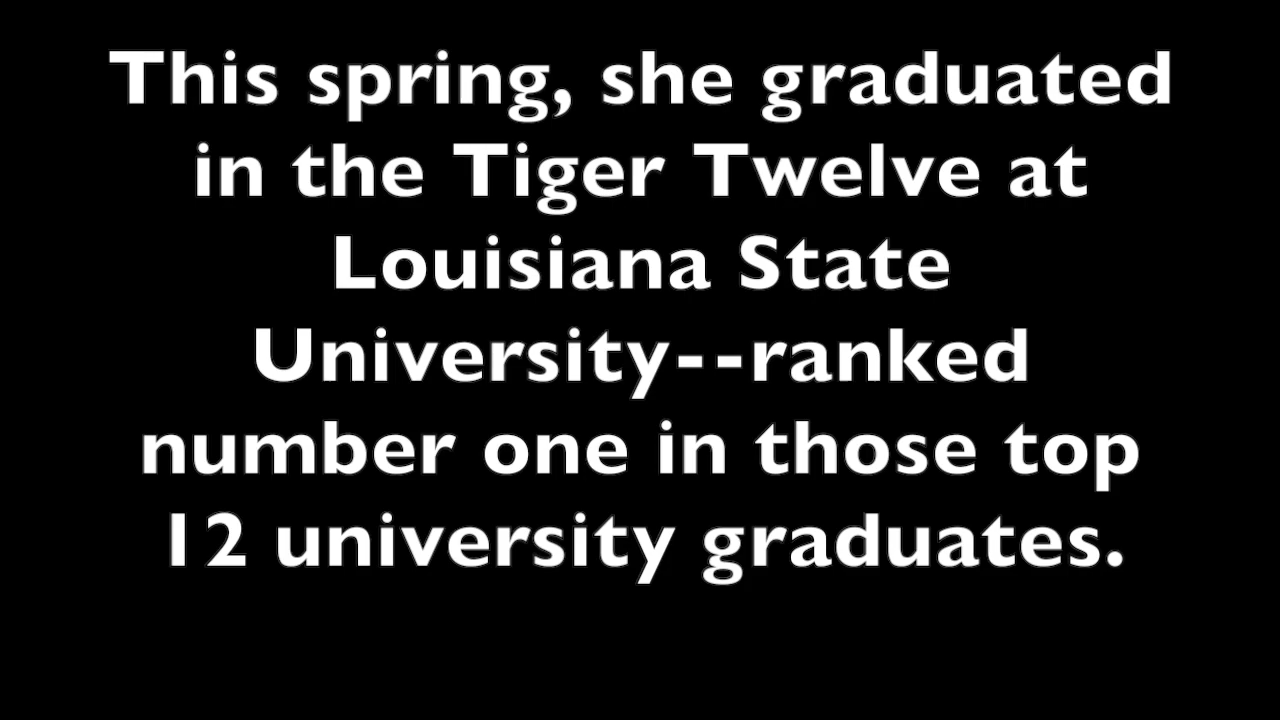 This spring, she graduated
in the Tiger Twelve at
Louisiana State
University--ranked
number one in those top
12 university graduates.